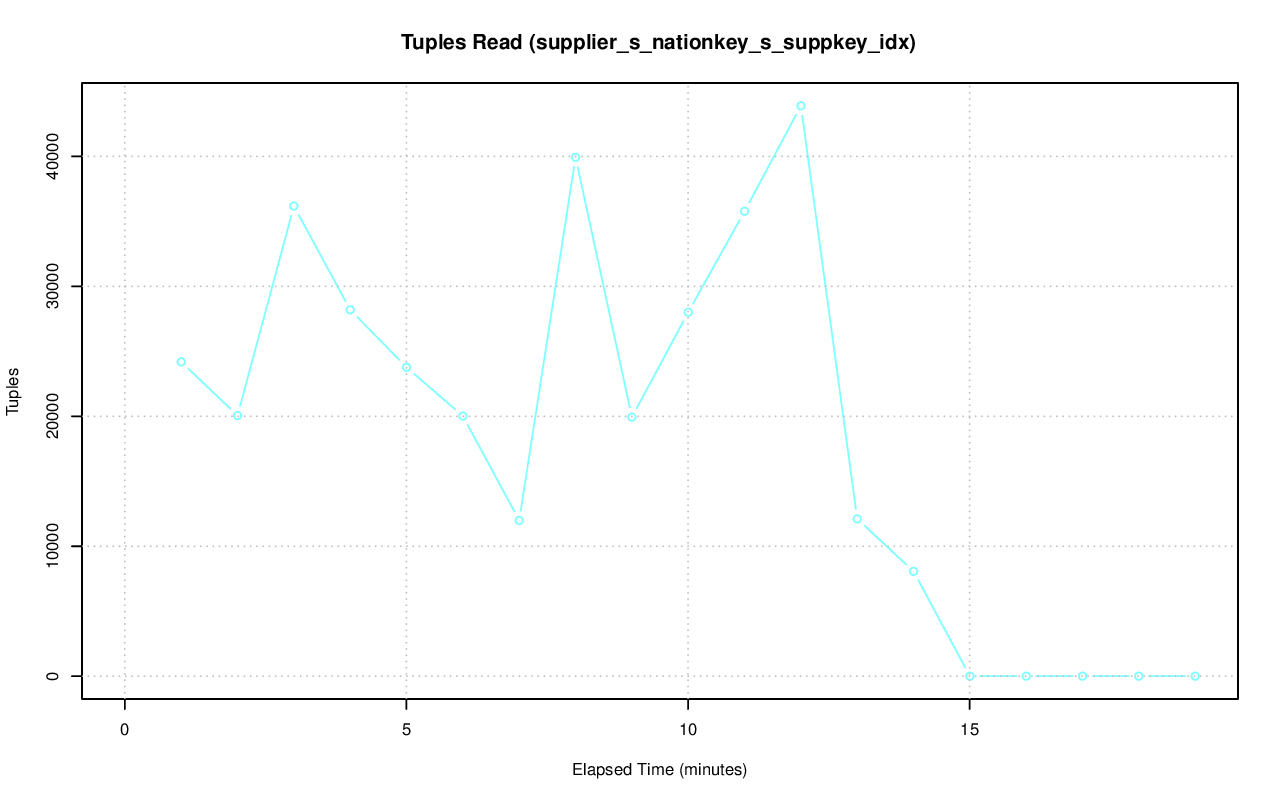 Tuples Read (supplier_s_nationkey_s_suppkey_idx)
Tuples
40000
30000
20000
10000
0
0 5 10 15
Elapsed Time (minutes)